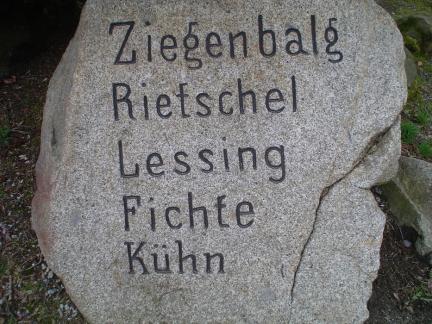 Ziegenbalg
Rietschel
Lessing
Fichte
Kühn